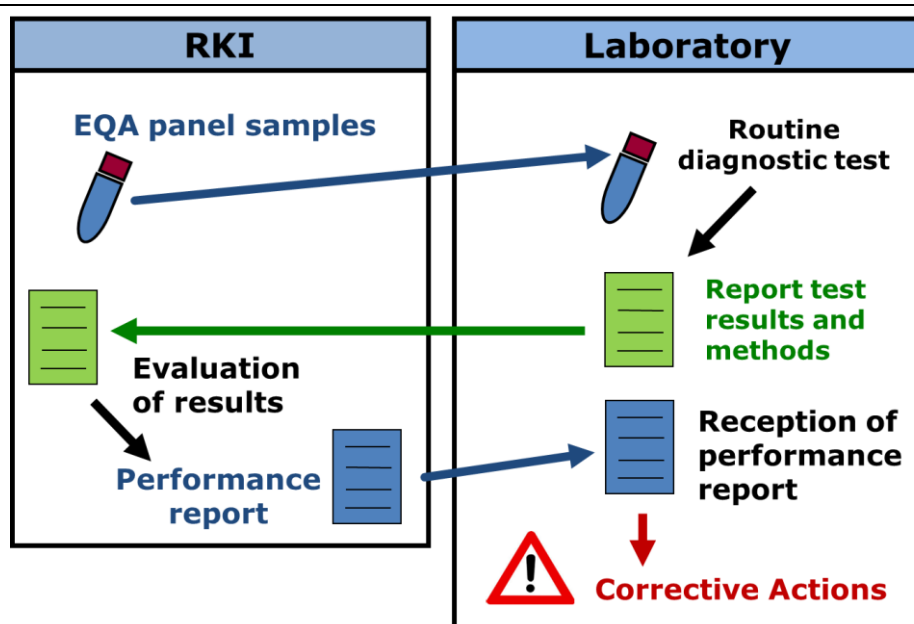 RKI
EQA panel samples
Evaluation
of results
Performance
report
Laboratory
Routine
diagnostic test
Report test
results and
methods
Reception of
performance
report
!
Corrective Actions